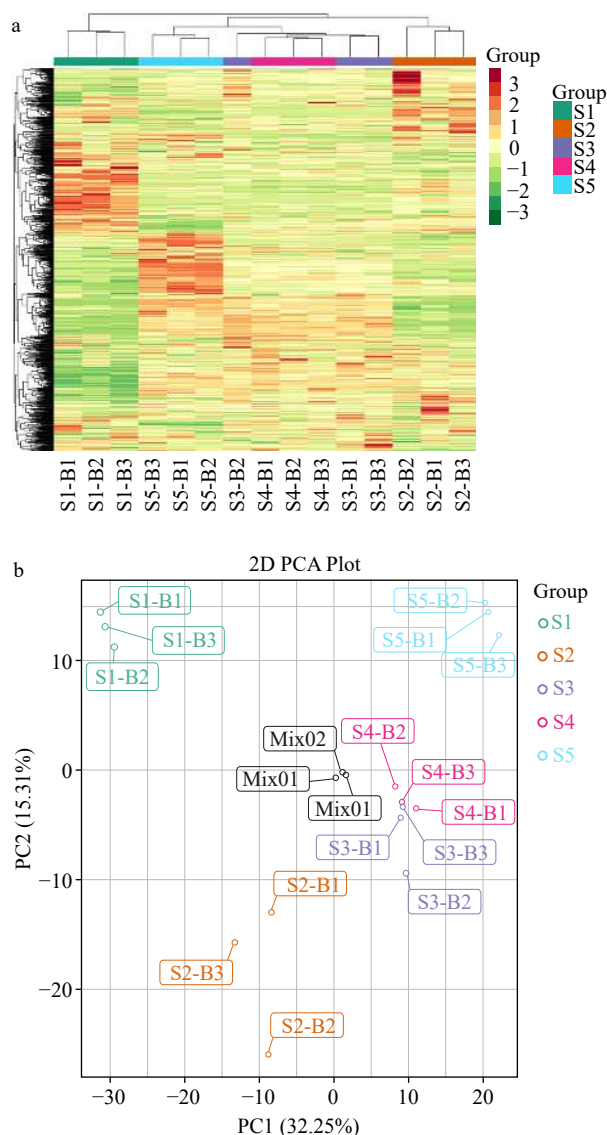 a
Group
3
2
1
0
−1
−2
−3
Group
S1
S2
S3
S4
S5
S1-B1
S1-B2
S1-B3
S5-B3
S5-B1
S5-B2
S3-B2
S4-B1
S4-B2
S4-B3
S3-B1
S3-B3
S2-B2
S2-B1
S2-B3
b
2D PCA Plot
Group
S1
S2
S3
S4
S5
S1-B1
S1-B3
S1-B2
S5-B2
S5-B1
S5-B3
Mix02
S4-B2
Mix01
S4-B3
Mix01
S4-B1
S3-B1
S3-B3
S3-B2
S2-B1
S2-B3
S2-B2
10
0
−10
−20
PC2 (15.31%)
−30
−20
−10
0
10
20
PC1 (32.25%)